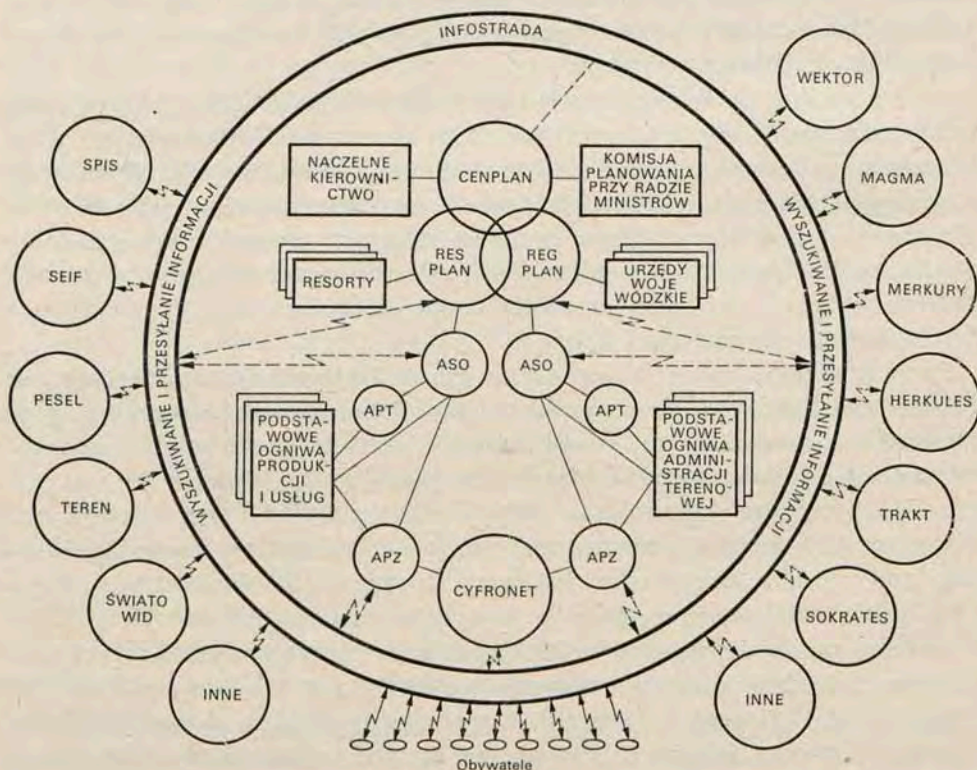 INFOSTRADA
WYSZUKIWANIE I PRZESYŁANIE INFORMACJI
WYSZUKIWANIE I PRZESYŁANIE INFORMACJI
SPIS
SEIF
PESEL
TEREN
ŚWIATO
WID
INNE
WEKTOR
MAGMA
MERKURY
HERKULES
TRAKT
SOKRATES
INNE
NACZELNE
KIEROWNI-
CTWO
CENPLAN
KOMISJA
PLANOWANIA
PRZY RADZIE
MINISTRÓW
RESORTY
RES
PLAN
REG
PLAN
URZĘDY
WOJE
WÓDZKIE
ASO
ASO
APT
APT
PODSTA-
WOWE
OGNIWA
PRODUK-
CJI
I USŁUG
PODSTA-
WOWE
OGNIWA
ADMINI-
STRACJI
TERENO-
WEJ
APZ
CYFRONET
APZ
Obywatele